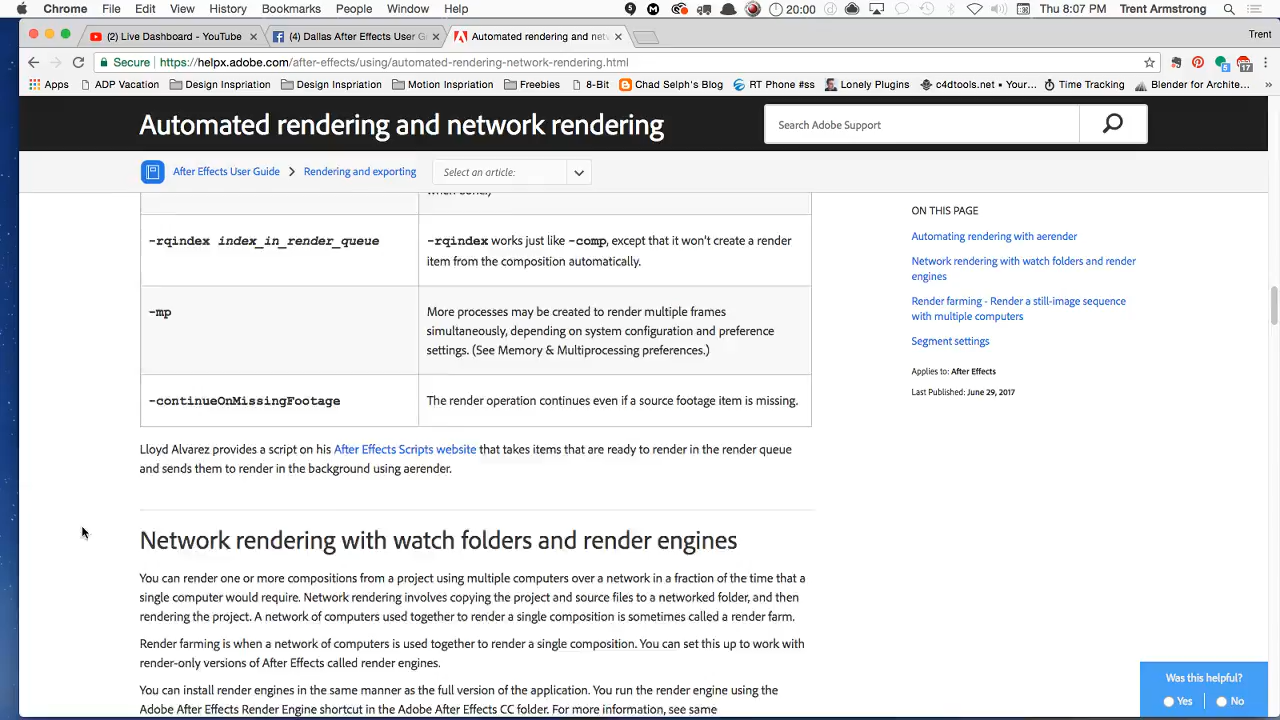 Chrome File Edit View History Bookmarks People Window Help 20:00 Thu 8:07 PM Trent Armstrong
(2) Live Dashboard - YouTube (4) Dallas After Effects User G Automated rendering and netw Trent
Secure https://helpx.adobe.com/after-effects/using/automated-rendering-network-rendering.html
Apps ADP Vacation Design Inspriation Design Inspriation Motion Inspriation Freebies 8-Bit Chad Selph's Blog RT Phone #ss Lonely Plugins c4dtools.net • Your… Time Tracking Blender for Archite… »
Automated rendering and network rendering
Search Adobe Support
After Effects User Guide Rendering and exporting Select an article:
when done.)
-rqindex index_in_render_queue
-rqindex works just like -comp, except that it won't create a render
item from the composition automatically.
-mp
More processes may be created to render multiple frames
simultaneously, depending on system configuration and preference
settings. (See Memory & Multiprocessing preferences.)
-continueOnMissingFootage
The render operation continues even if a source footage item is missing.
Lloyd Alvarez provides a script on his After Effects Scripts website that takes items that are ready to render in the render queue
and sends them to render in the background using aerender.
Network rendering with watch folders and render engines
You can render one or more compositions from a project using multiple computers over a network in a fraction of the time that a
single computer would require. Network rendering involves copying the project and source files to a networked folder, and then
rendering the project. A network of computers used together to render a single composition is sometimes called a render farm.
Render farming is when a network of computers is used together to render a single composition. You can set this up to work with
render-only versions of After Effects called render engines.
You can install render engines in the same manner as the full version of the application. You run the render engine using the
Adobe After Effects Render Engine shortcut in the Adobe After Effects CC folder. For more information, see same
ON THIS PAGE
Automating rendering with aerender
Network rendering with watch folders and render
engines
Render farming - Render a still-image sequence
with multiple computers
Segment settings
Applies to: After Effects
Last Published: June 29, 2017
Was this helpful?
Yes No